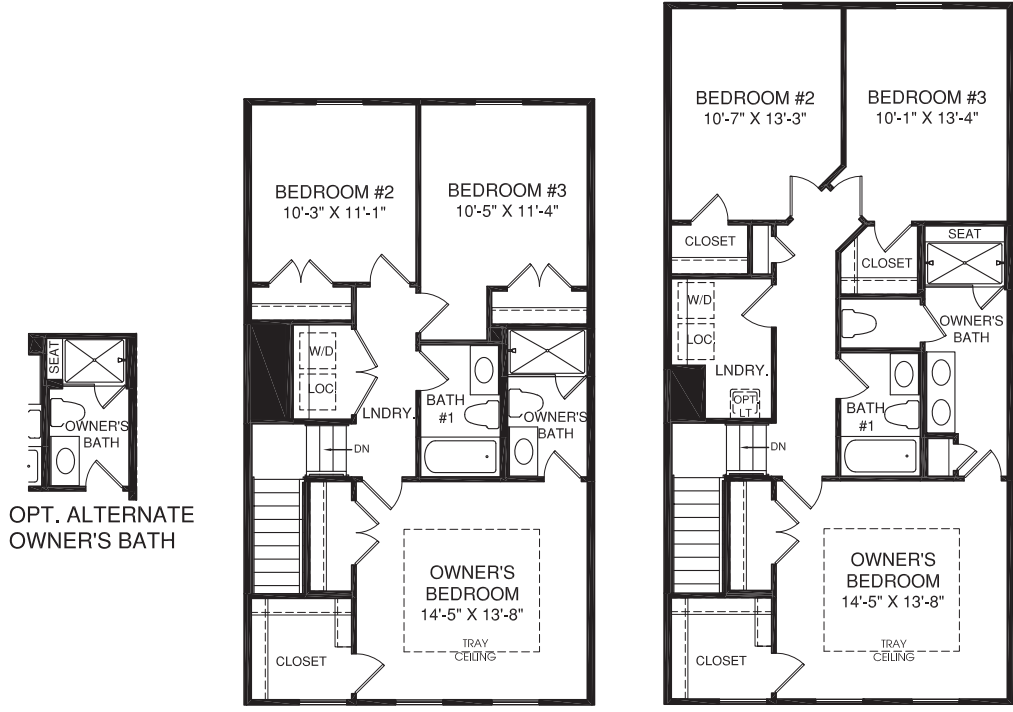 SEAT
OWNER'S
BATH
OPT. ALTERNATE
OWNER'S BATH
BEDROOM #2
10'-3" X 11'-1"
BEDROOM #3
10'-5" X 11'-4"
W/D
LOC
LNDRY.
BATH
#1
OWNER'S
BATH
DN
OWNER'S
BEDROOM
14'-5" X 13'-8"
TRAY
CEILING
CLOSET
BEDROOM #2
10'-7" X 13'-3"
BEDROOM #3
10'-1" X 13'-4"
CLOSET
CLOSET
SEAT
W/D
LOC
LNDRY.
OPT
LT
OWNER'S
BATH
BATH
#1
DN
OWNER'S
BEDROOM
14'-5" X 13'-8"
TRAY
CEILING
CLOSET